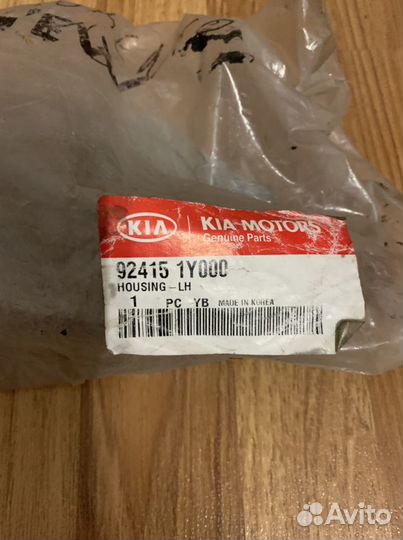 KIA
KIA MOTORS
Genuine Parts
92415 1Y000
HOUSING-LH
1 PC YB MADE IN KOREA
Avito